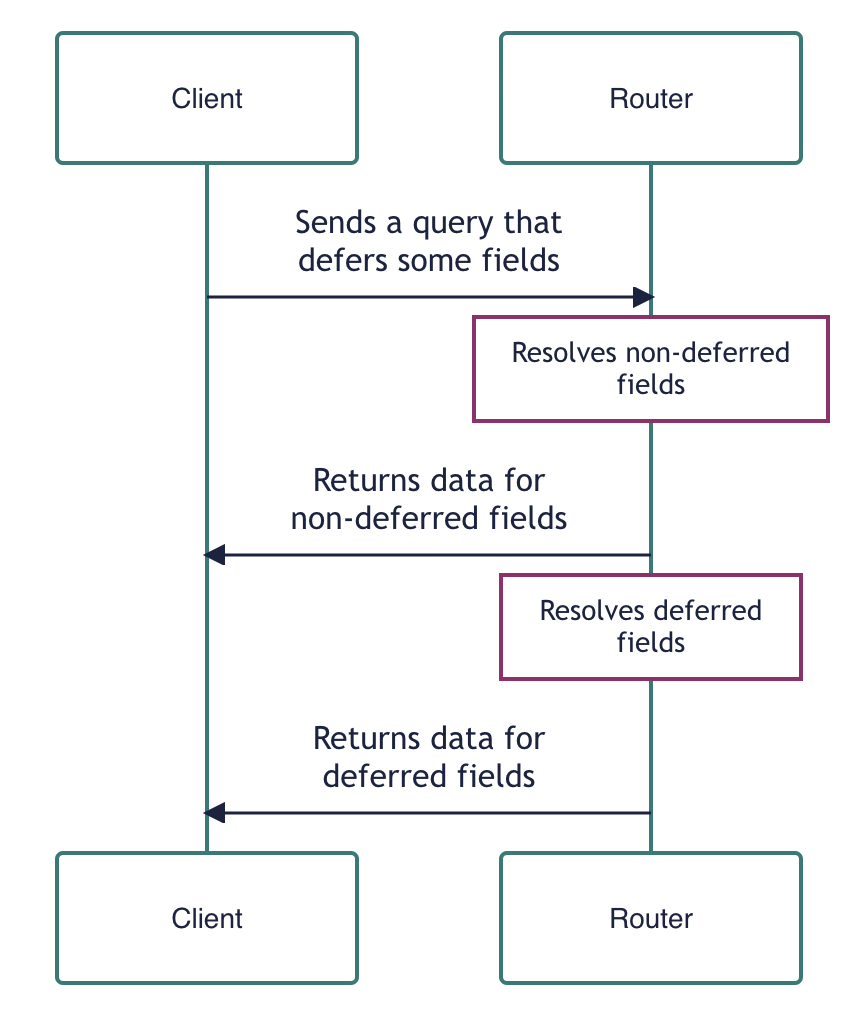 Client
Router
Sends a query that
defers some fields
Resolves non-deferred
fields
Returns data for
non-deferred fields
Resolves deferred
fields
Returns data for
deferred fields
Client
Router